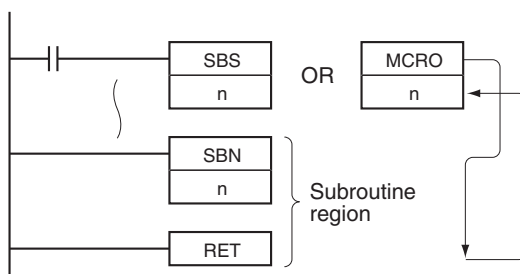 SBS
n
OR
MCRO
n
SBN
n
Subroutine
region
RET